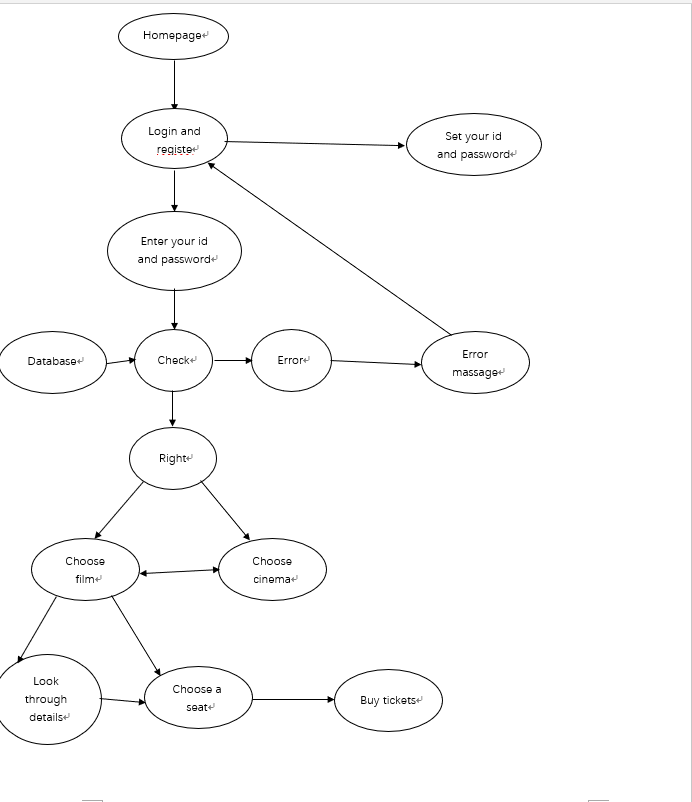 Homepage
Login and
registe
Set your id
and password
Enter your id
and password
Database
Check
Error
Error
massage
Right
Choose
film
Choose
cinema
Look
through
details
Choose a
seat
Buy tickets